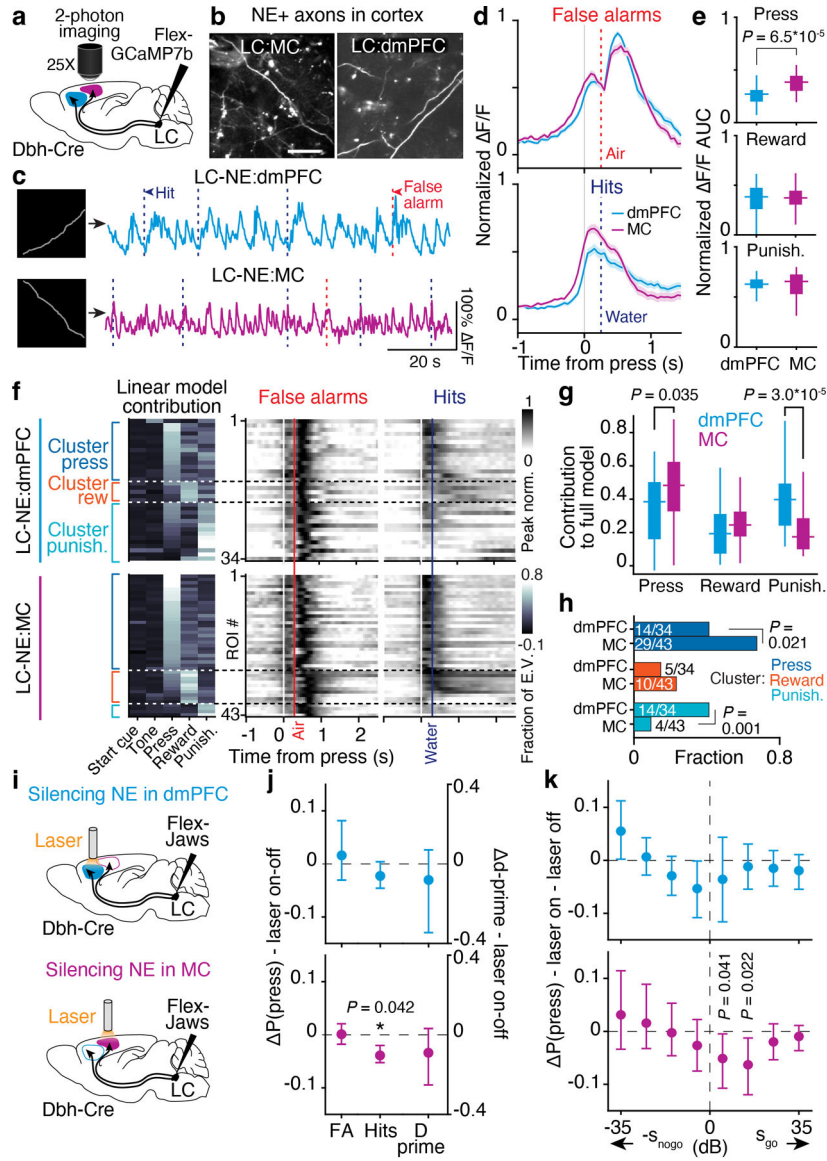 a
2-photon
imaging
Flex-
GCaMP7b
25X
LC
Dbh-Cre
b
NE+ axons in cortex
LC:MC
LC:dmPFC
c
LC-NE:dmPFC
Hit
False
alarm
LC-NE:MC
100% ΔF/F
20 s
d
False alarms
1
0
Air
Hits
dmPFC
MC
1
0
Water
Normalized ΔF/F
-1
0
1
Time from press (s)
e
Press
P = 6.5*10-5
1
0
Reward
1
0
Punish.
1
0
Normalized ΔF/F AUC
dmPFC
MC
f
Linear model
contribution
False alarms
Hits
LC-NE:dmPFC
Cluster
press
Cluster
rew
Cluster
punish.
1
34
LC-NE:MC
1
ROI #
43
1
0
Peak norm.
0.8
-0.1
Fraction of E.V.
Start cue
Tone
Press
Reward
Punish.
-1
0
1
2
Air
Water
Time from press (s)
g
P = 0.035
P = 3.0*10-5
dmPFC
MC
0.8
0.4
0
Contribution
to full model
Press
Reward
Punish.
h
dmPFC
14/34
MC
29/43
P =
0.021
dmPFC
5/34
MC
10/43
Cluster:
Press
Reward
Punish.
dmPFC
14/34
MC
4/43
P =
0.001
0
0.8
Fraction
i
Silencing NE in dmPFC
Laser
Flex-
Jaws
LC
Dbh-Cre
Silencing NE in MC
Laser
Flex-
Jaws
LC
Dbh-Cre
j
0.1
0
-0.1
0.4
0
-0.4
P = 0.042
*
0.1
0
-0.1
0.4
0
-0.4
ΔP(press) - laser on-off
Δd-prime - laser on-off
FA
Hits
D
prime
k
0.1
0
-0.1
P = 0.041
P = 0.022
0.1
0
-0.1
ΔP(press) - laser on - laser off
-35
0
35
-snogo
(dB)
sgo